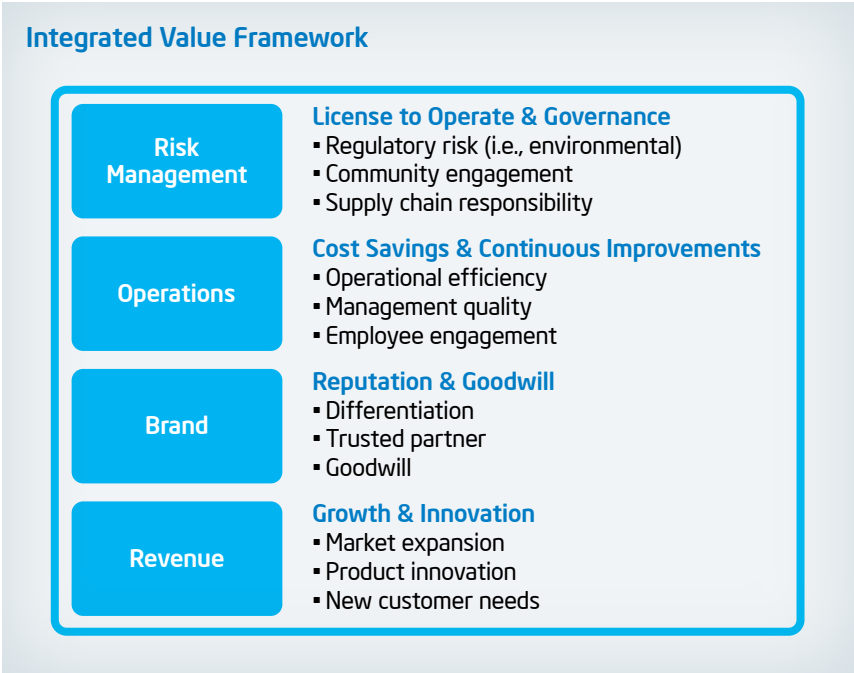 Integrated Value Framework
Risk
Management
License to Operate & Governance
▪ Regulatory risk (i.e., environmental)
▪ Community engagement
▪ Supply chain responsibility
Operations
Cost Savings & Continuous Improvements
▪ Operational efficiency
▪ Management quality
▪ Employee engagement
Brand
Reputation & Goodwill
▪ Differentiation
▪ Trusted partner
▪ Goodwill
Revenue
Growth & Innovation
▪ Market expansion
▪ Product innovation
▪ New customer needs